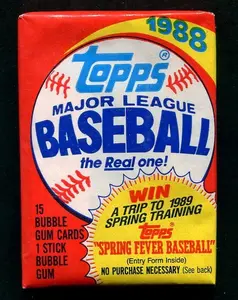 1988
topps®
MAJOR LEAGUE
BASEBALL
the Real one!
15
BUBBLE
GUM CARDS
1 STICK
BUBBLE
GUM
WIN
A TRIP TO 1989
SPRING TRAINING
Topps
"SPRING FEVER BASEBALL"
(Entry Form Inside)
NO PURCHASE NECESSARY (See back)